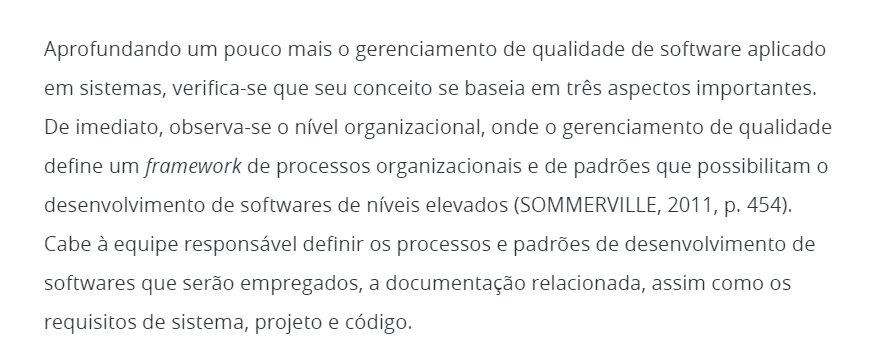 Aprofundando um pouco mais o gerenciamento de qualidade de software aplicado
em sistemas, verifica-se que seu conceito se baseia em três aspectos importantes.
De imediato, observa-se o nível organizacional, onde o gerenciamento de qualidade
define um framework de processos organizacionais e de padrões que possibilitam o
desenvolvimento de softwares de níveis elevados (SOMMERVILLE, 2011, p. 454).
Cabe à equipe responsável definir os processos e padrões de desenvolvimento de
softwares que serão empregados, a documentação relacionada, assim como os
requisitos de sistema, projeto e código.